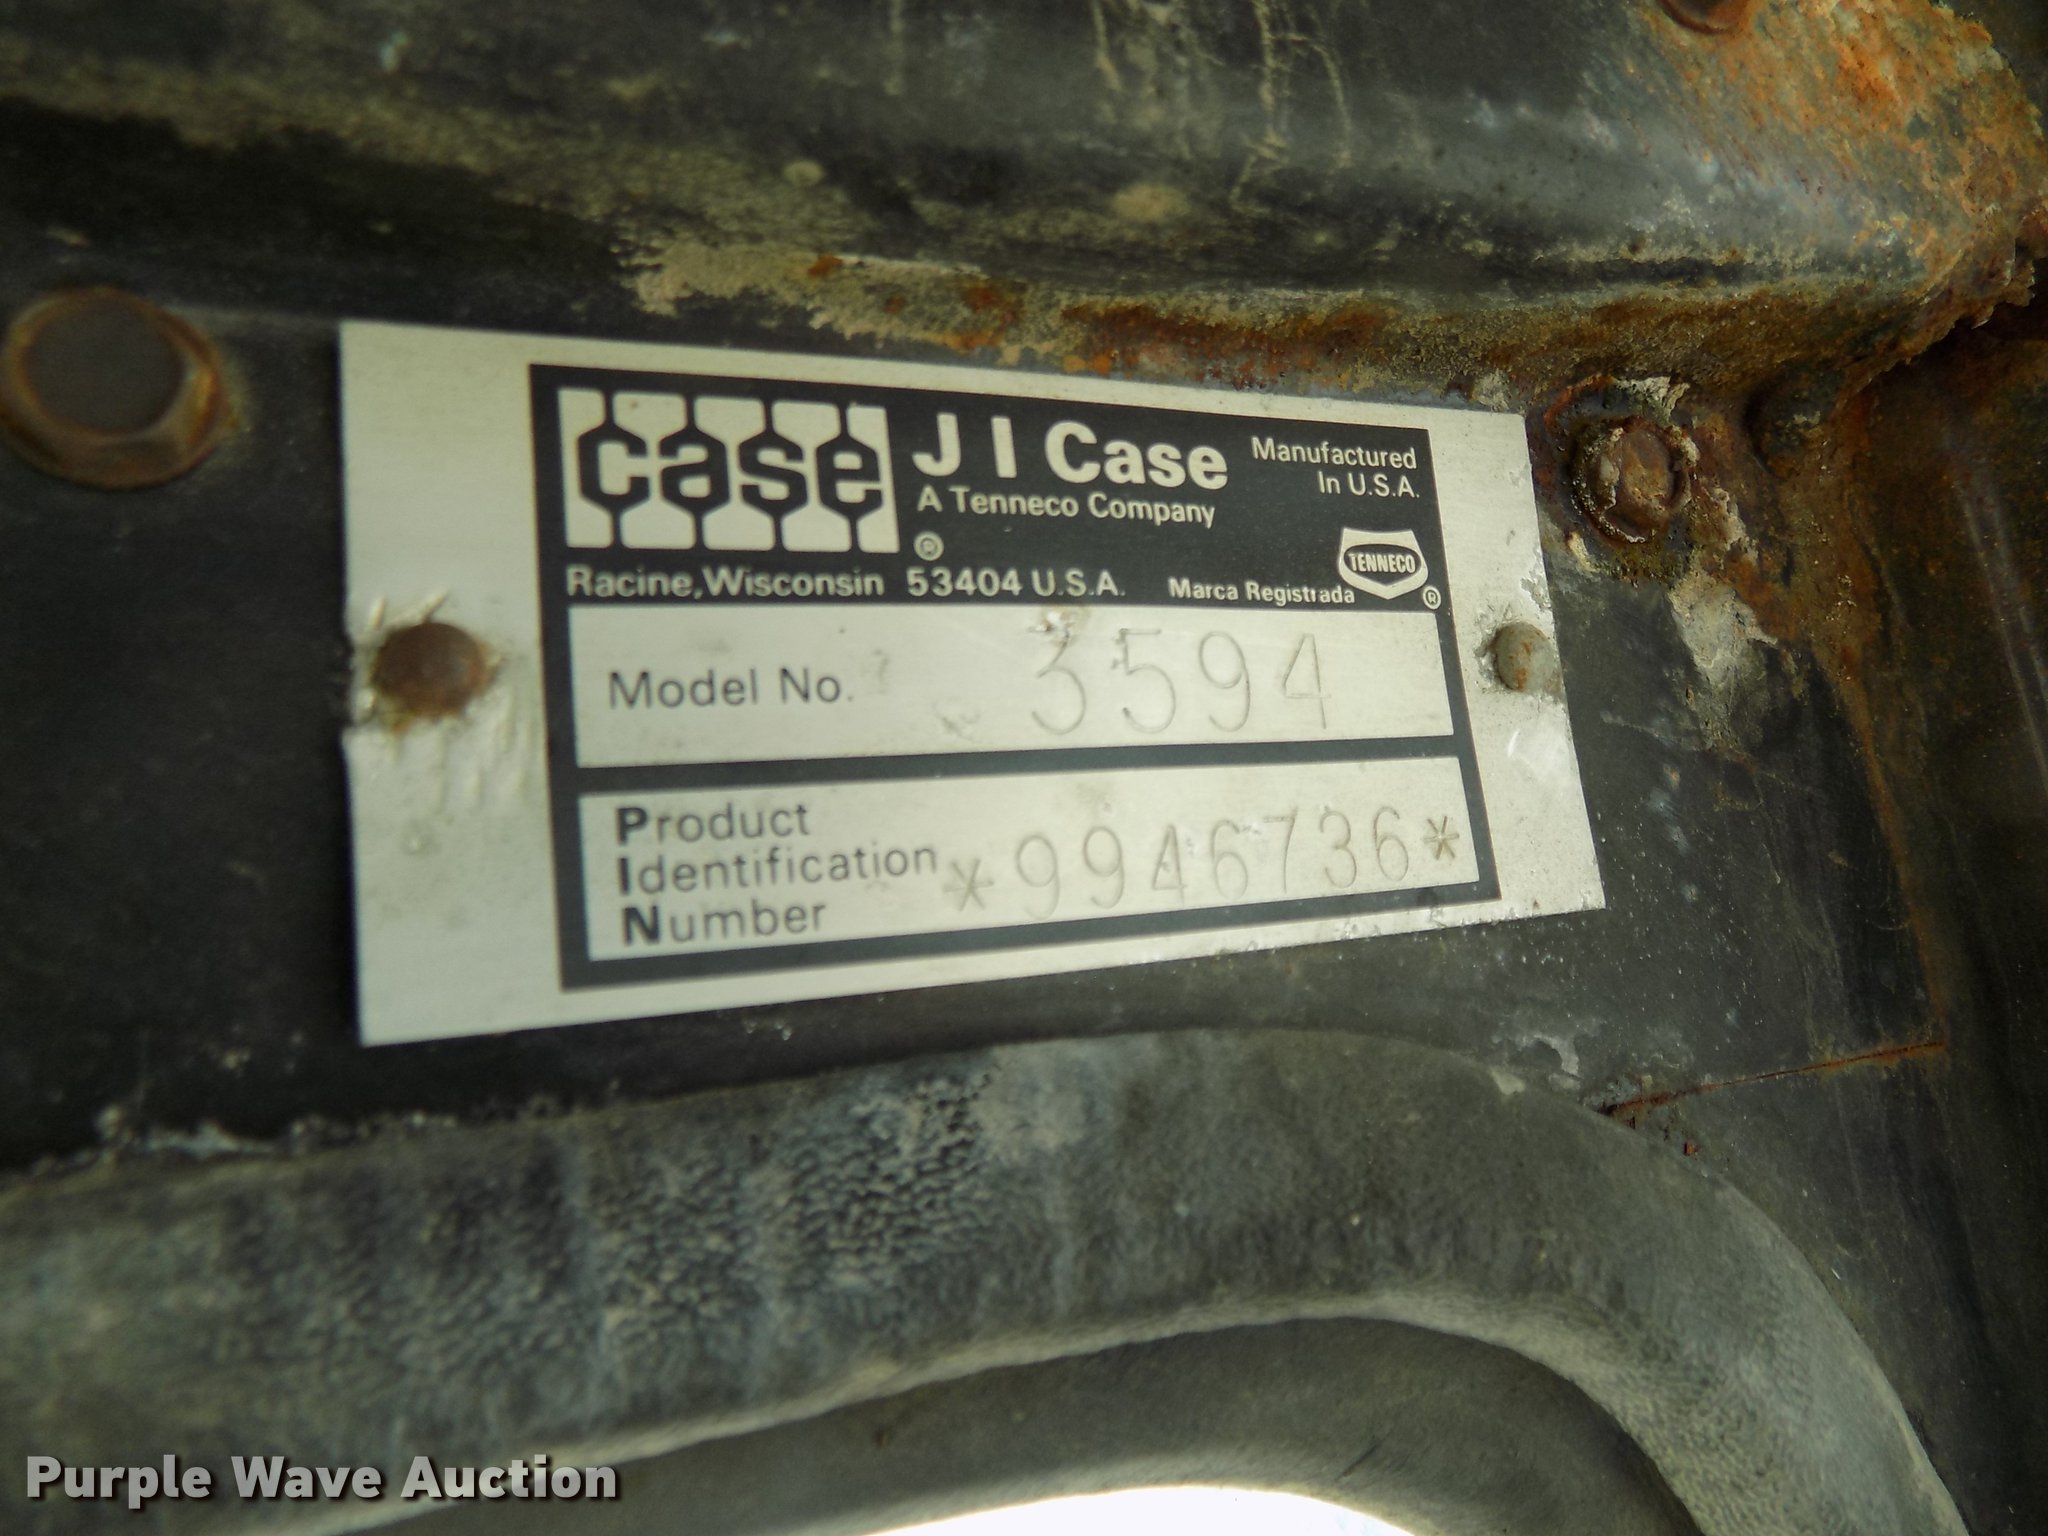 case
J I Case
A Tenneco Company
®
Manufactured
In U.S.A.
TENNECO
®
Racine, Wisconsin 53404 U.S.A.
Marca Registrada
Model No. 3594
Product
Identification
Number
*9946736*
Purple Wave Auction